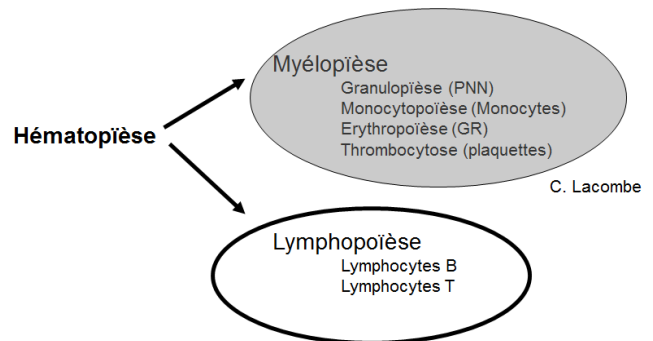 Myélopïèse
Granulopïèse (PNN)
Monocytopoïèse (Monocytes)
Erythropoïèse (GR)
Thrombocytose (plaquettes)
Hématopïèse
C. Lacombe
Lymphopoïèse
Lymphocytes B
Lymphocytes T